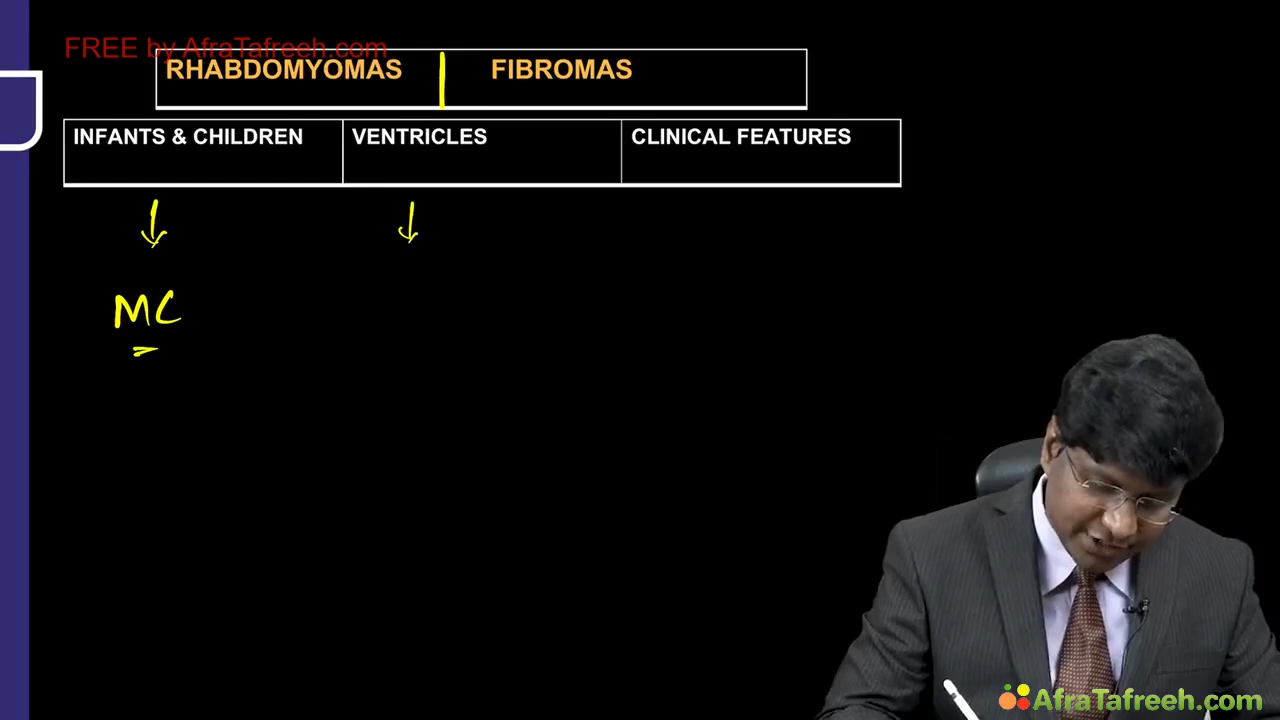 FREE by AfraTafreeh.com
RHABDOMYOMAS FIBROMAS
INFANTS & CHILDREN VENTRICLES CLINICAL FEATURES
MC
AfraTafreeh.com